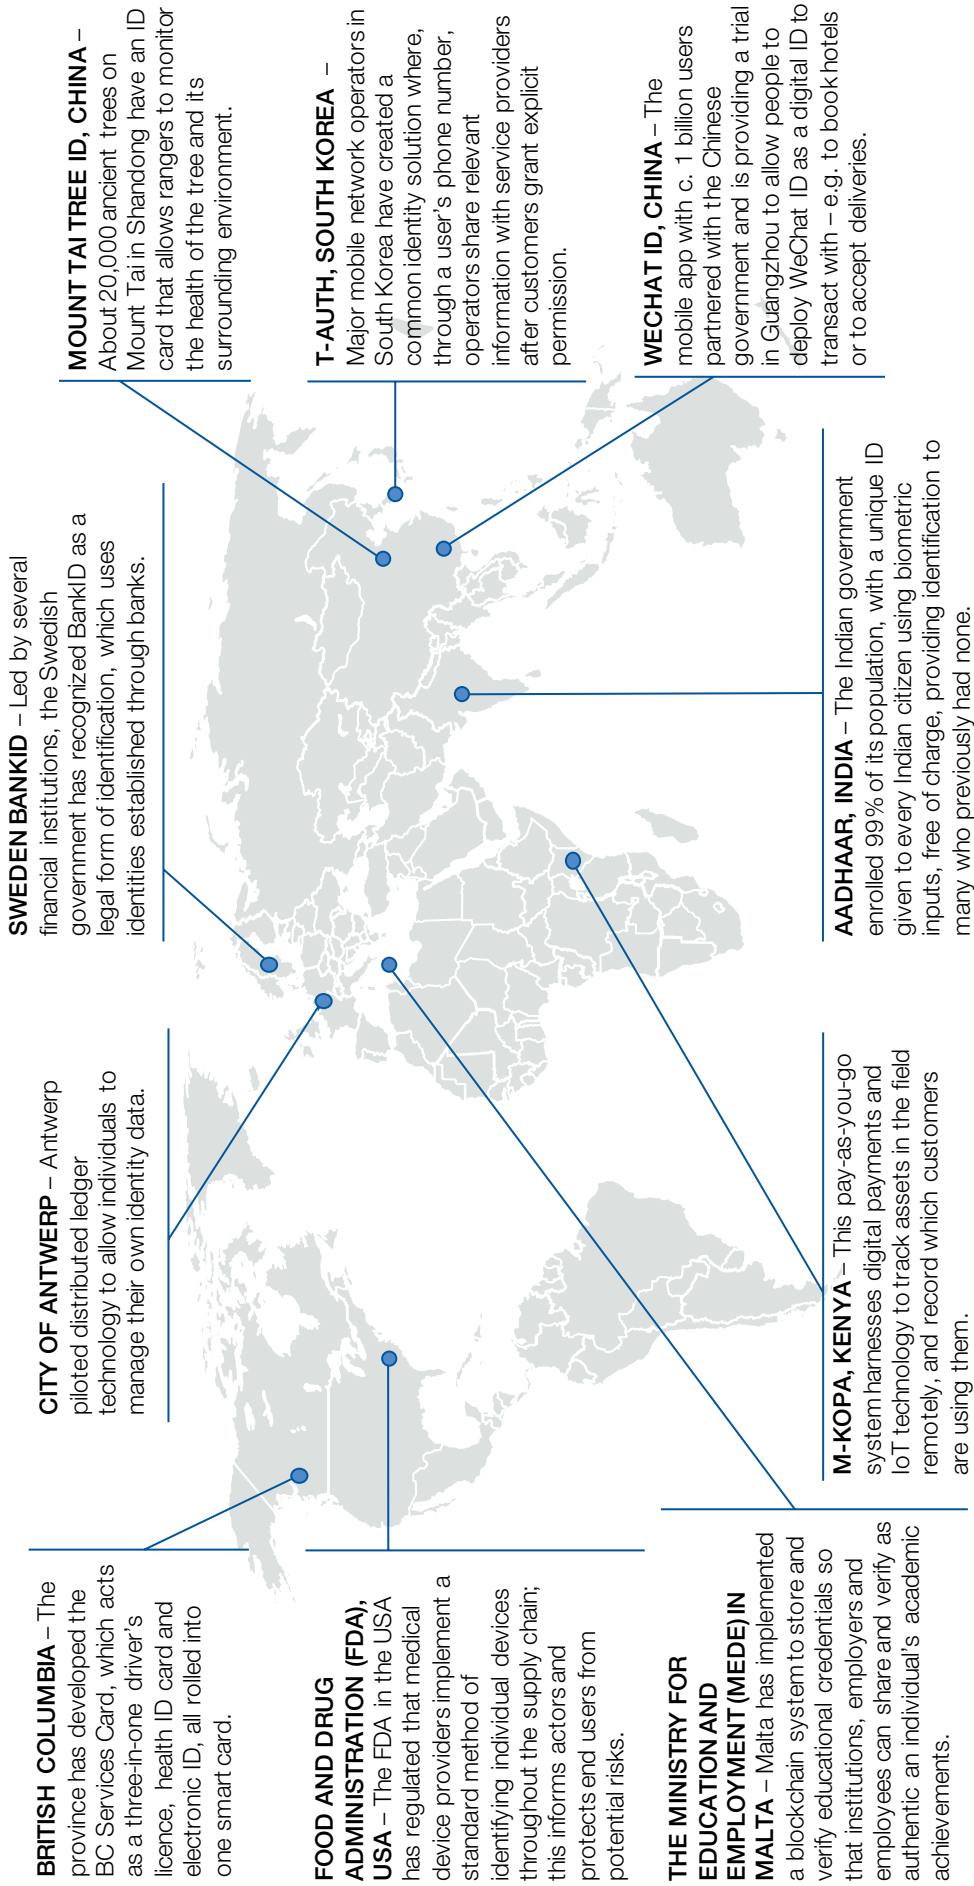 BRITISH COLUMBIA – The
province has developed the
BC Services Card, which acts
as a three-in-one driver's
licence, health ID card and
electronic ID, all rolled into
one smart card.
CITY OF ANTWERP – Antwerp
piloted distributed ledger
technology to allow individuals to
manage their own identity data.
SWEDEN BANKID – Led by several
financial institutions, the Swedish
government has recognized BankID as a
legal form of identification, which uses
identities established through banks.
MOUNT TAI TREE ID, CHINA –
About 20,000 ancient trees on
Mount Tai in Shandong have an ID
card that allows rangers to monitor
the health of the tree and its
surrounding environment.
FOOD AND DRUG
ADMINISTRATION (FDA),
USA – The FDA in the USA
has regulated that medical
device providers implement a
standard method of
identifying individual devices
throughout the supply chain;
this informs actors and
protects end users from
potential risks.
T-AUTH, SOUTH KOREA –
Major mobile network operators in
South Korea have created a
common identity solution where,
through a user's phone number,
operators share relevant
information with service providers
after customers grant explicit
permission.
THE MINISTRY FOR
EDUCATION AND
EMPLOYMENT (MEDE) IN
MALTA – Malta has implemented
a blockchain system to store and
verify educational credentials so
that institutions, employers and
employees can share and verify as
authentic an individual's academic
achievements.
M-KOPA, KENYA – This pay-as-you-go
system harnesses digital payments and
IoT technology to track assets in the field
remotely, and record which customers
are using them.
AADHAAR, INDIA – The Indian government
enrolled 99% of its population, with a unique ID
given to every Indian citizen using biometric
inputs, free of charge, providing identification to
many who previously had none.
WECHAT ID, CHINA – The
mobile app with c. 1 billion users
partnered with the Chinese
government and is providing a trial
in Guangzhou to allow people to
deploy WeChat ID as a digital ID to
transact with – e.g. to book hotels
or to accept deliveries.